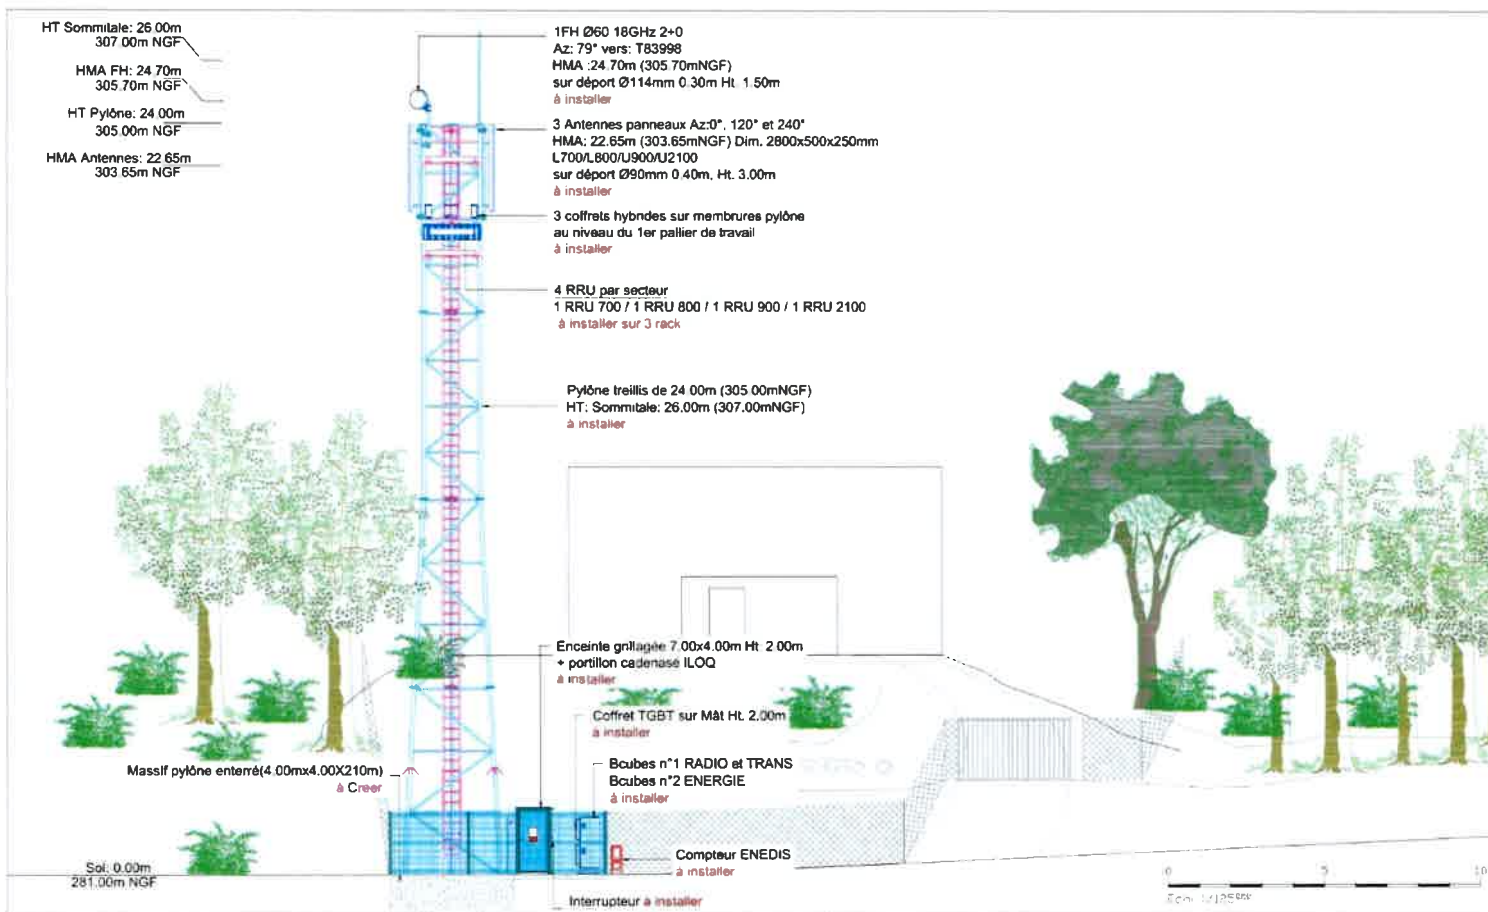 HT Sommitale: 26.00m
307.00m NGF
HMA FH: 24.70m
305.70m NGF
HT Pylône: 24.00m
305.00m NGF
HMA Antennes: 22.65m
303.65m NGF
1FH Ø60 18GHz 2+0
Az: 79° vers: T83998
HMA :24.70m (305.70mNGF)
sur déport Ø114mm 0.30m Ht. 1.50m
à installer
3 Antennes panneaux Az:0°, 120° et 240°
HMA: 22.65m (303.65mNGF) Dim. 2800x500x250mm
L700/L800/U900/U2100
sur déport Ø90mm 0.40m, Ht. 3.00m
à installer
3 coffrets hybrides sur membrures pylône
au niveau du 1er pallier de travail
à installer
4 RRU par secteur
1 RRU 700 / 1 RRU 800 / 1 RRU 900 / 1 RRU 2100
à installer sur 3 rack
Pylône treillis de 24.00m (305.00mNGF)
HT: Sommitale: 26.00m (307.00mNGF)
à installer
Enceinte grillagée 7.00x4.00m Ht 2.00m
+ portillon cadenasé ILOQ
à installer
Coffret TGBT sur Mât Ht. 2.00m
à installer
Bcubes n°1 RADIO et TRANS
Bcubes n°2 ENERGIE
à installer
Massif pylône enterré(4.00mx4.00X210m)
à Creer
Compteur ENEDIS
à installer
Sol: 0.00m
281.00m NGF
Interrupteur à installer
0 5 10